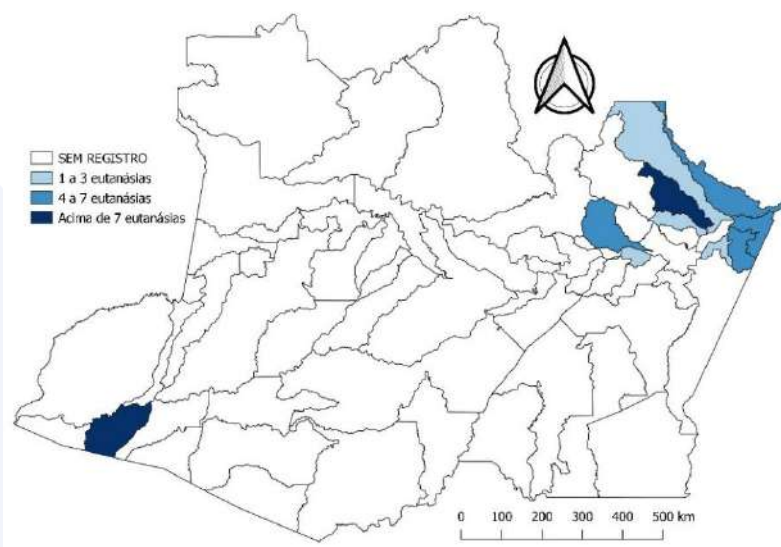 SEM REGISTRO
1 a 3 eutanásias
4 a 7 eutanásias
Acima de 7 eutanásias
0 100 200 300 400 500 km